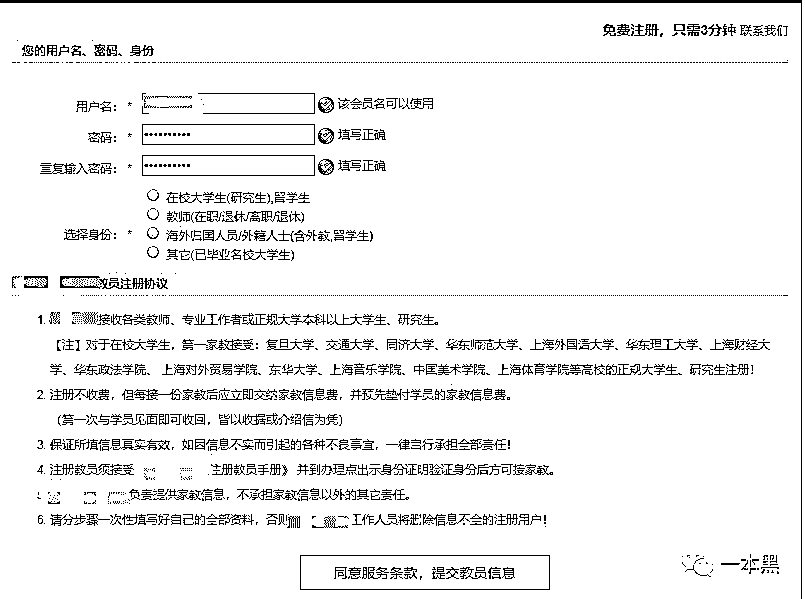 免费注册，只需3分钟 联系我们
您的用户名、密码、身份
用户名： * 该会员名可以使用
密码： * •••••••••• 填写正确
重复输入密码： * •••••••••• 填写正确
选择身份： *
在校大学生(研究生),留学生
教师(在职/退休/离职/退休)
海外归国人员/外籍人士(含外教,留学生)
其它(已毕业名校大学生)
教员注册协议
1. 接收各类教师、专业工作者或正规大学本科以上大学生、研究生。
【注】对于在校大学生，第一家教接受：复旦大学、交通大学、同济大学、华东师范大学、上海外国语大学、华东理工大学、上海财经大
学、华东政法学院、 上海对外贸易学院、东华大学、上海音乐学院、中国美术学院、上海体育学院等高校的正规大学生、研究生注册！
2. 注册不收费，但每接一份家教后应立即交纳家教信息费，并预先垫付学员的家教信息费。
（第一次与学员见面即可收回，皆以收据或介绍信为凭）
3. 保证所填信息真实有效，如因信息不实而引起的各种不良事宜，一律自行承担全部责任！
4. 注册教员须接受 注册教员手册》 并到办理点出示身份证明验证身份后方可接家教。
负责提供家教信息，不承担家教信息以外的其它责任。
6. 请分步骤一次性填写好自己的全部资料，否则 工作人员将删除信息不全的注册用户！
同意服务条款，提交教员信息
一本黑